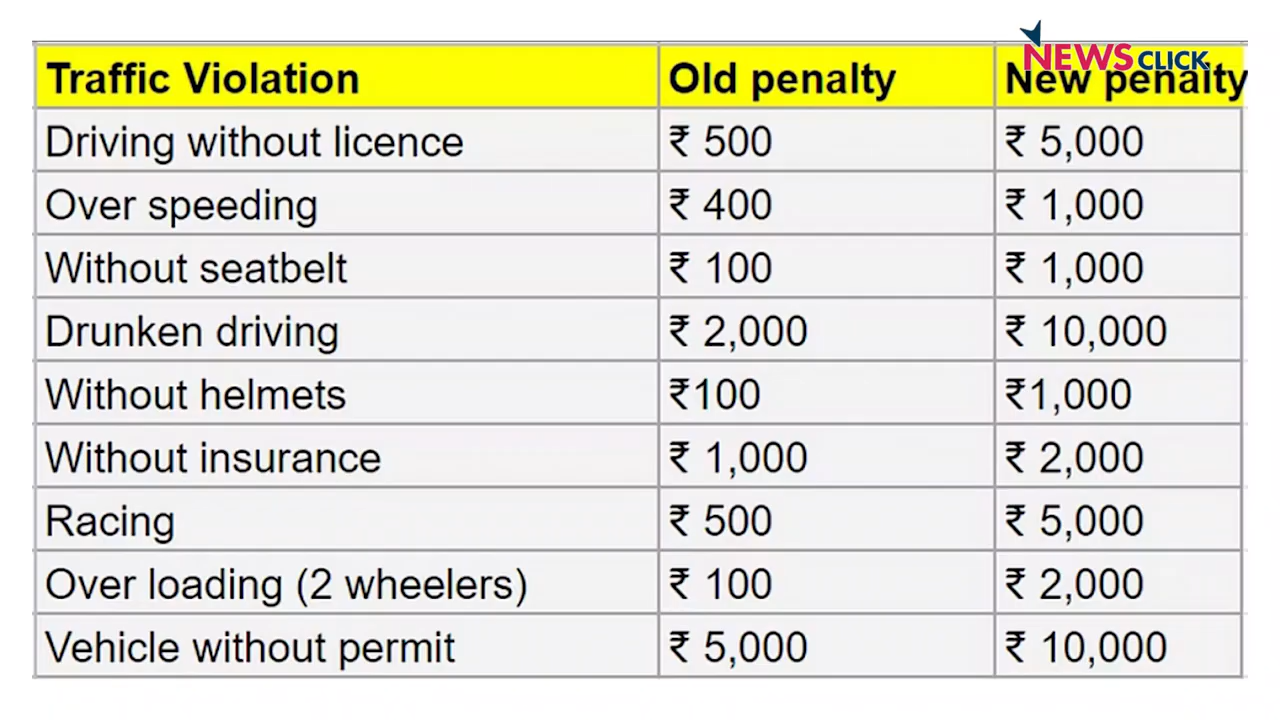 NEWS CLICK
Traffic Violation Old penalty New penalty
Driving without licence ₹ 500 ₹ 5,000
Over speeding ₹ 400 ₹ 1,000
Without seatbelt ₹ 100 ₹ 1,000
Drunken driving ₹ 2,000 ₹ 10,000
Without helmets ₹100 ₹1,000
Without insurance ₹ 1,000 ₹ 2,000
Racing ₹ 500 ₹ 5,000
Over loading (2 wheelers) ₹ 100 ₹ 2,000
Vehicle without permit ₹ 5,000 ₹ 10,000